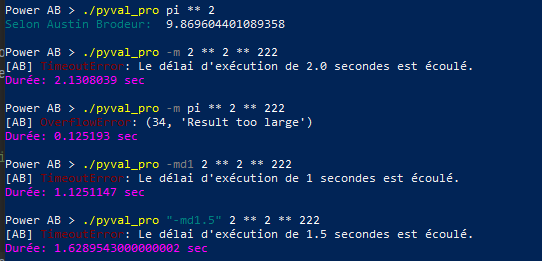 Power AB > ./pyval_pro pi ** 2
Selon Austin Brodeur:  9.869604401089358
Power AB > ./pyval_pro -m 2 ** 2 ** 222
[AB] TimeoutError: Le délai d'exécution de 2.0 secondes est écoulé.
Durée: 2.1308039 sec
Power AB > ./pyval_pro -m pi ** 2 ** 222
[AB] OverflowError: (34, 'Result too large')
Durée: 0.125193 sec
Power AB > ./pyval_pro -md1 2 ** 2 ** 222
[AB] TimeoutError: Le délai d'exécution de 1 secondes est écoulé.
Durée: 1.1251147 sec
Power AB > ./pyval_pro "-md1.5" 2 ** 2 ** 222
[AB] TimeoutError: Le délai d'exécution de 1.5 secondes est écoulé.
Durée: 1.6289543000000002 sec